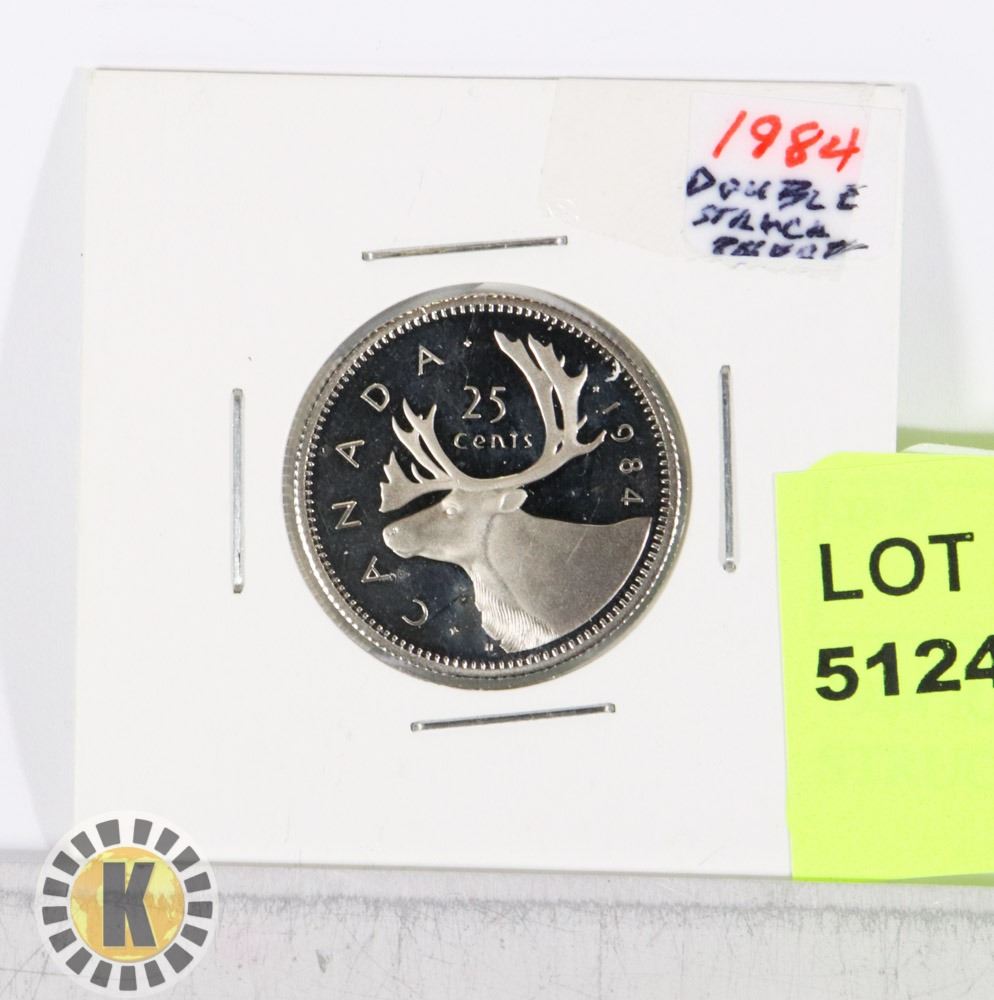 1984
DOUBLE
STRUCK
25
cents
CANADA
1984
LOT
5124
K